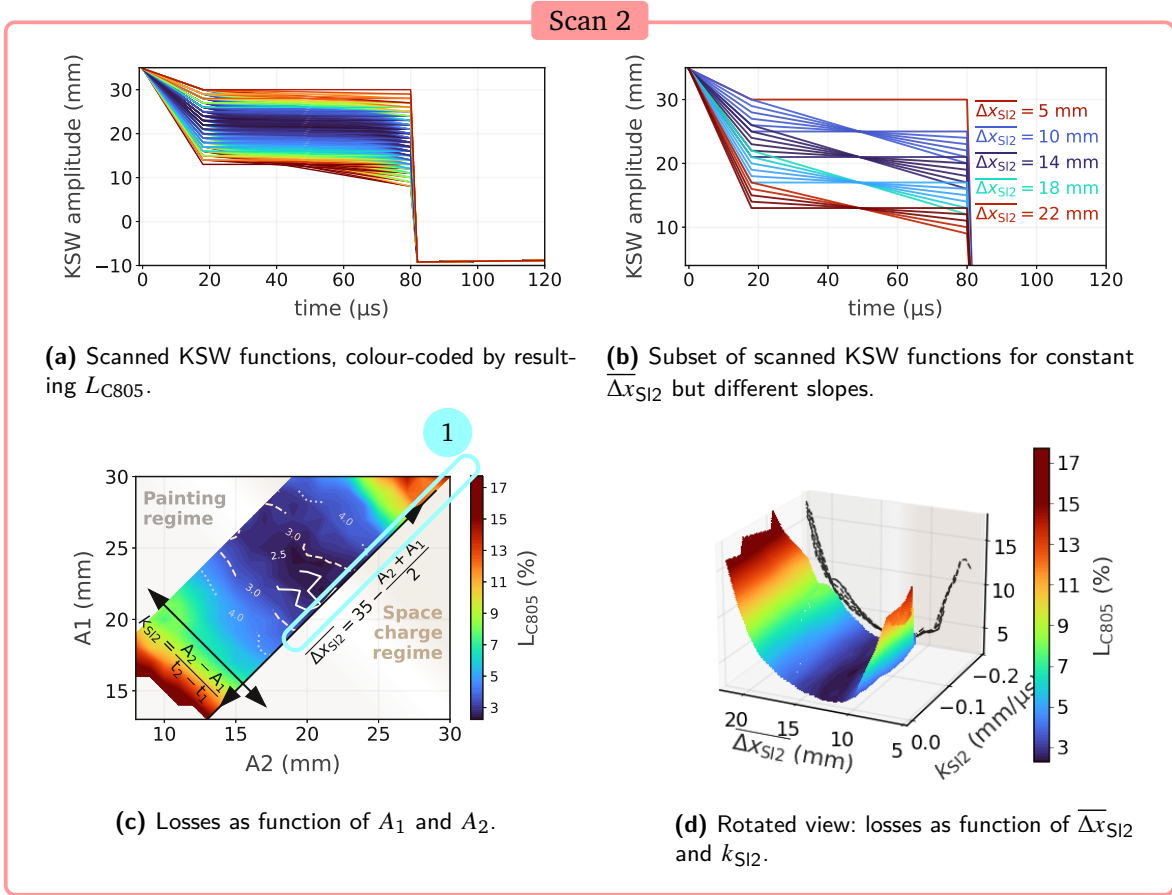 Scan 2
KSW amplitude (mm)
30
20
10
0
−10
0 20 40 60 80 100 120
time (µs)
KSW amplitude (mm)
30
20
10
0 20 40 60 80 100 120
time (µs)
Δx_SI2 = 5 mm
Δx_SI2 = 10 mm
Δx_SI2 = 14 mm
Δx_SI2 = 18 mm
Δx_SI2 = 22 mm
(a) Scanned KSW functions, colour-coded by result-
ing L_C805.
(b) Subset of scanned KSW functions for constant
Δx_SI2 but different slopes.
1
A1 (mm)
30
25
20
15
10 15 20 25 30
A2 (mm)
Painting
regime
Space
charge
regime
4.0
3.0
2.5
3.0
4.0
k_SI2 = (A_2 − A_1)/(t_2 − t_1)
Δx_SI2 = 35 − (A_2 + A_1)/2
17
15
13
11
9
7
5
3
L_C805 (%)
15
10
5
20 15 10 5
Δx_SI2 (mm)
0.0
−0.1
−0.2
k_SI2 (mm/µs)
17
15
13
11
9
7
5
3
L_C805 (%)
(c) Losses as function of A_1 and A_2.
(d) Rotated view: losses as function of Δx_SI2
and k_SI2.